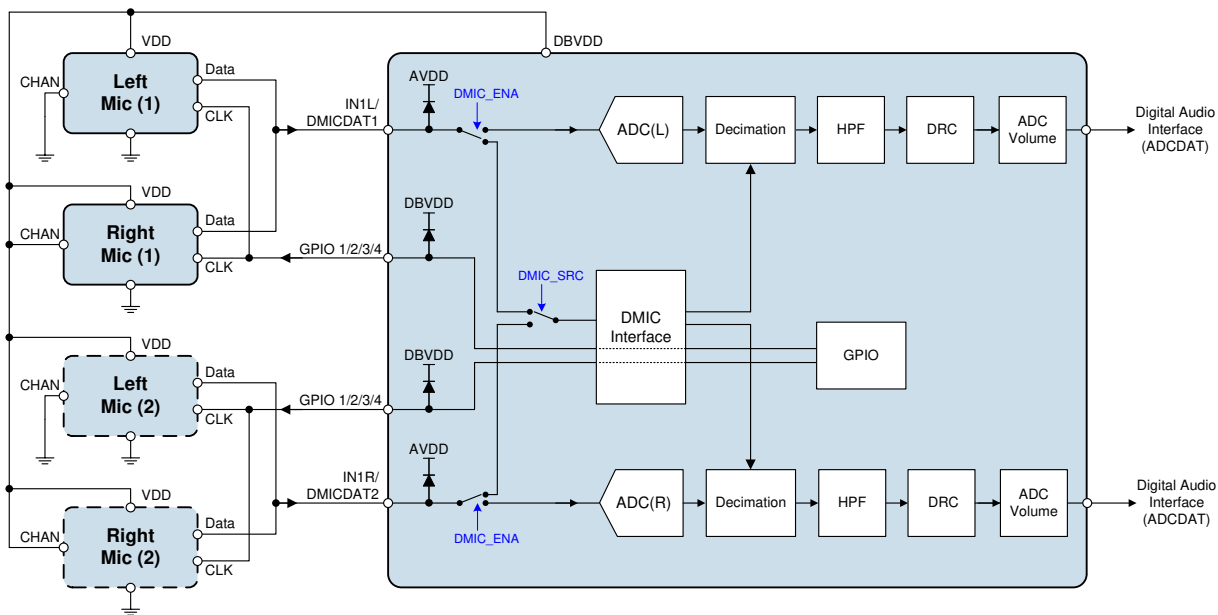 VDD
DBVDD
CHAN
Left
Mic (1)
Data
CLK
IN1L/
DMICDAT1
AVDD
DMIC_ENA
ADC(L)
Decimation
HPF
DRC
ADC
Volume
Digital Audio
Interface
(ADCDAT)
VDD
CHAN
Right
Mic (1)
Data
CLK
GPIO 1/2/3/4
DBVDD
DMIC_SRC
DMIC
Interface
GPIO
VDD
CHAN
Left
Mic (2)
Data
CLK
GPIO 1/2/3/4
DBVDD
VDD
CHAN
Right
Mic (2)
Data
CLK
IN1R/
DMICDAT2
AVDD
DMIC_ENA
ADC(R)
Decimation
HPF
DRC
ADC
Volume
Digital Audio
Interface
(ADCDAT)